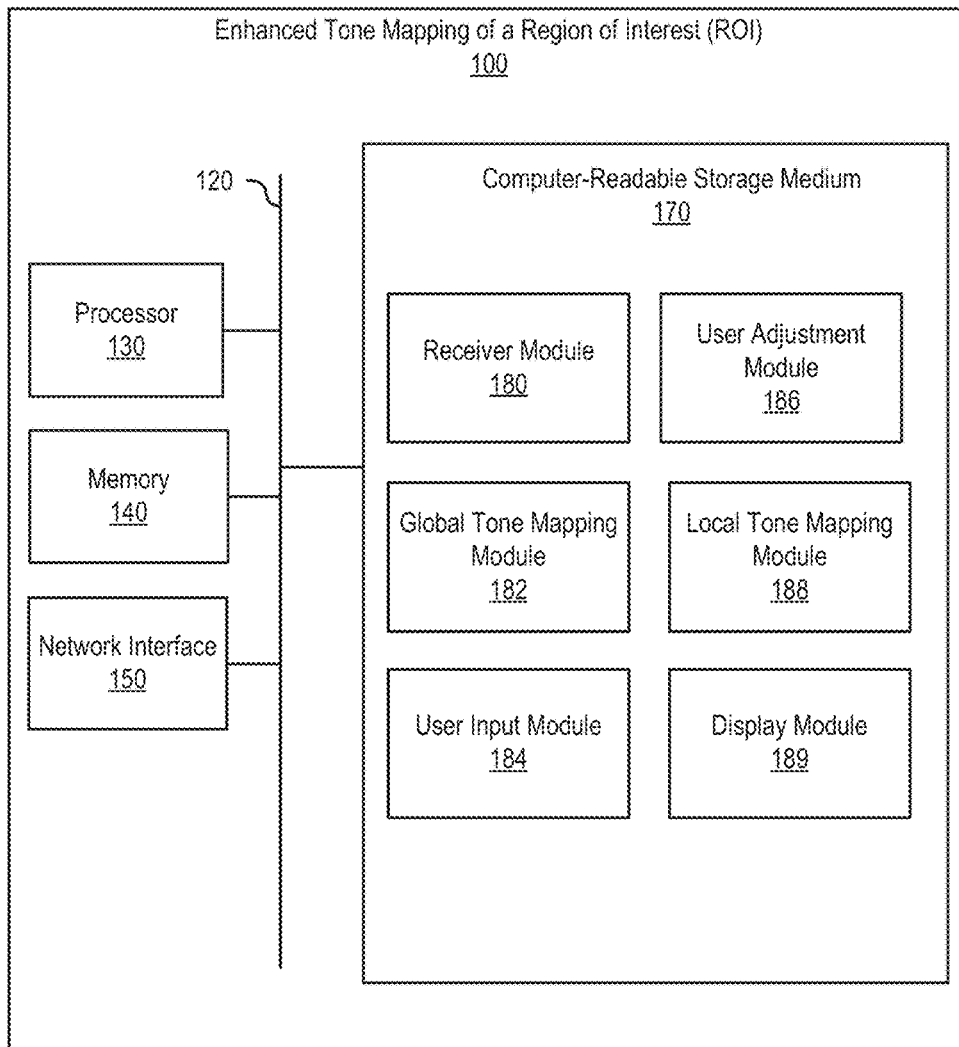 Enhanced Tone Mapping of a Region of Interest (ROI)
100
120
Computer-Readable Storage Medium
170
Processor
130
Memory
140
Network Interface
150
Receiver Module
180
User Adjustment
Module
186
Global Tone Mapping
Module
182
Local Tone Mapping
Module
188
User Input Module
184
Display Module
189